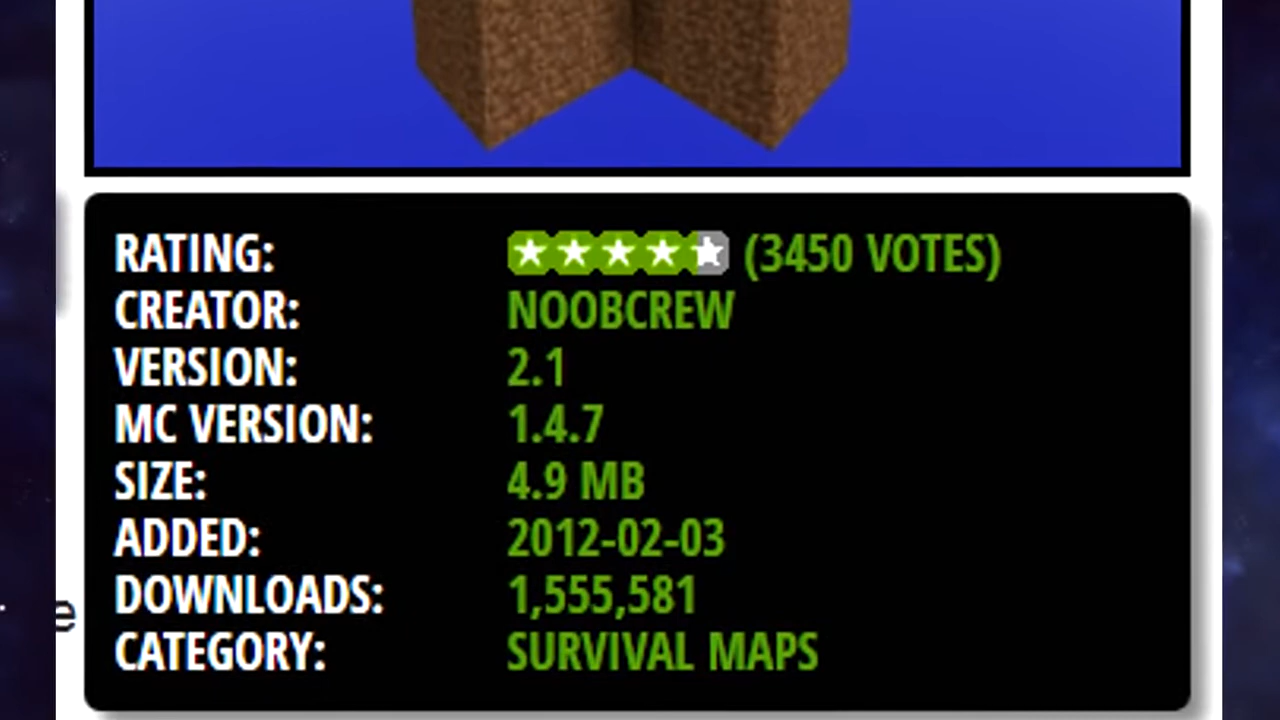 RATING: (3450 VOTES)
CREATOR: NOOBCREW
VERSION: 2.1
MC VERSION: 1.4.7
SIZE: 4.9 MB
ADDED: 2012-02-03
DOWNLOADS: 1,555,581
CATEGORY: SURVIVAL MAPS